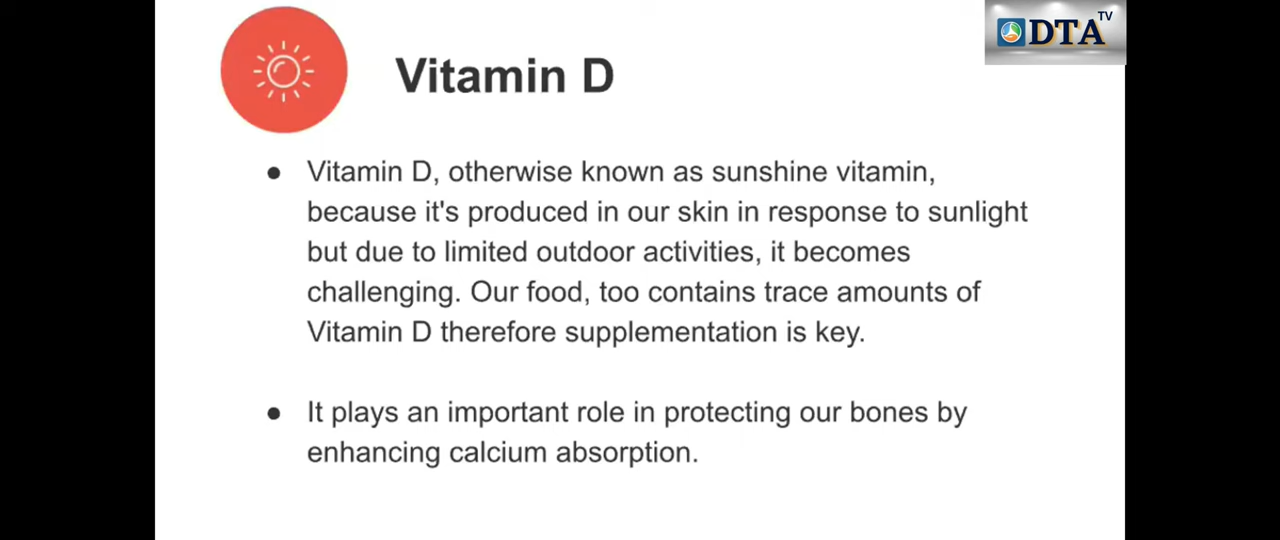 DTA TV
Vitamin D
● Vitamin D, otherwise known as sunshine vitamin,
because it's produced in our skin in response to sunlight
but due to limited outdoor activities, it becomes
challenging. Our food, too contains trace amounts of
Vitamin D therefore supplementation is key.
● It plays an important role in protecting our bones by
enhancing calcium absorption.